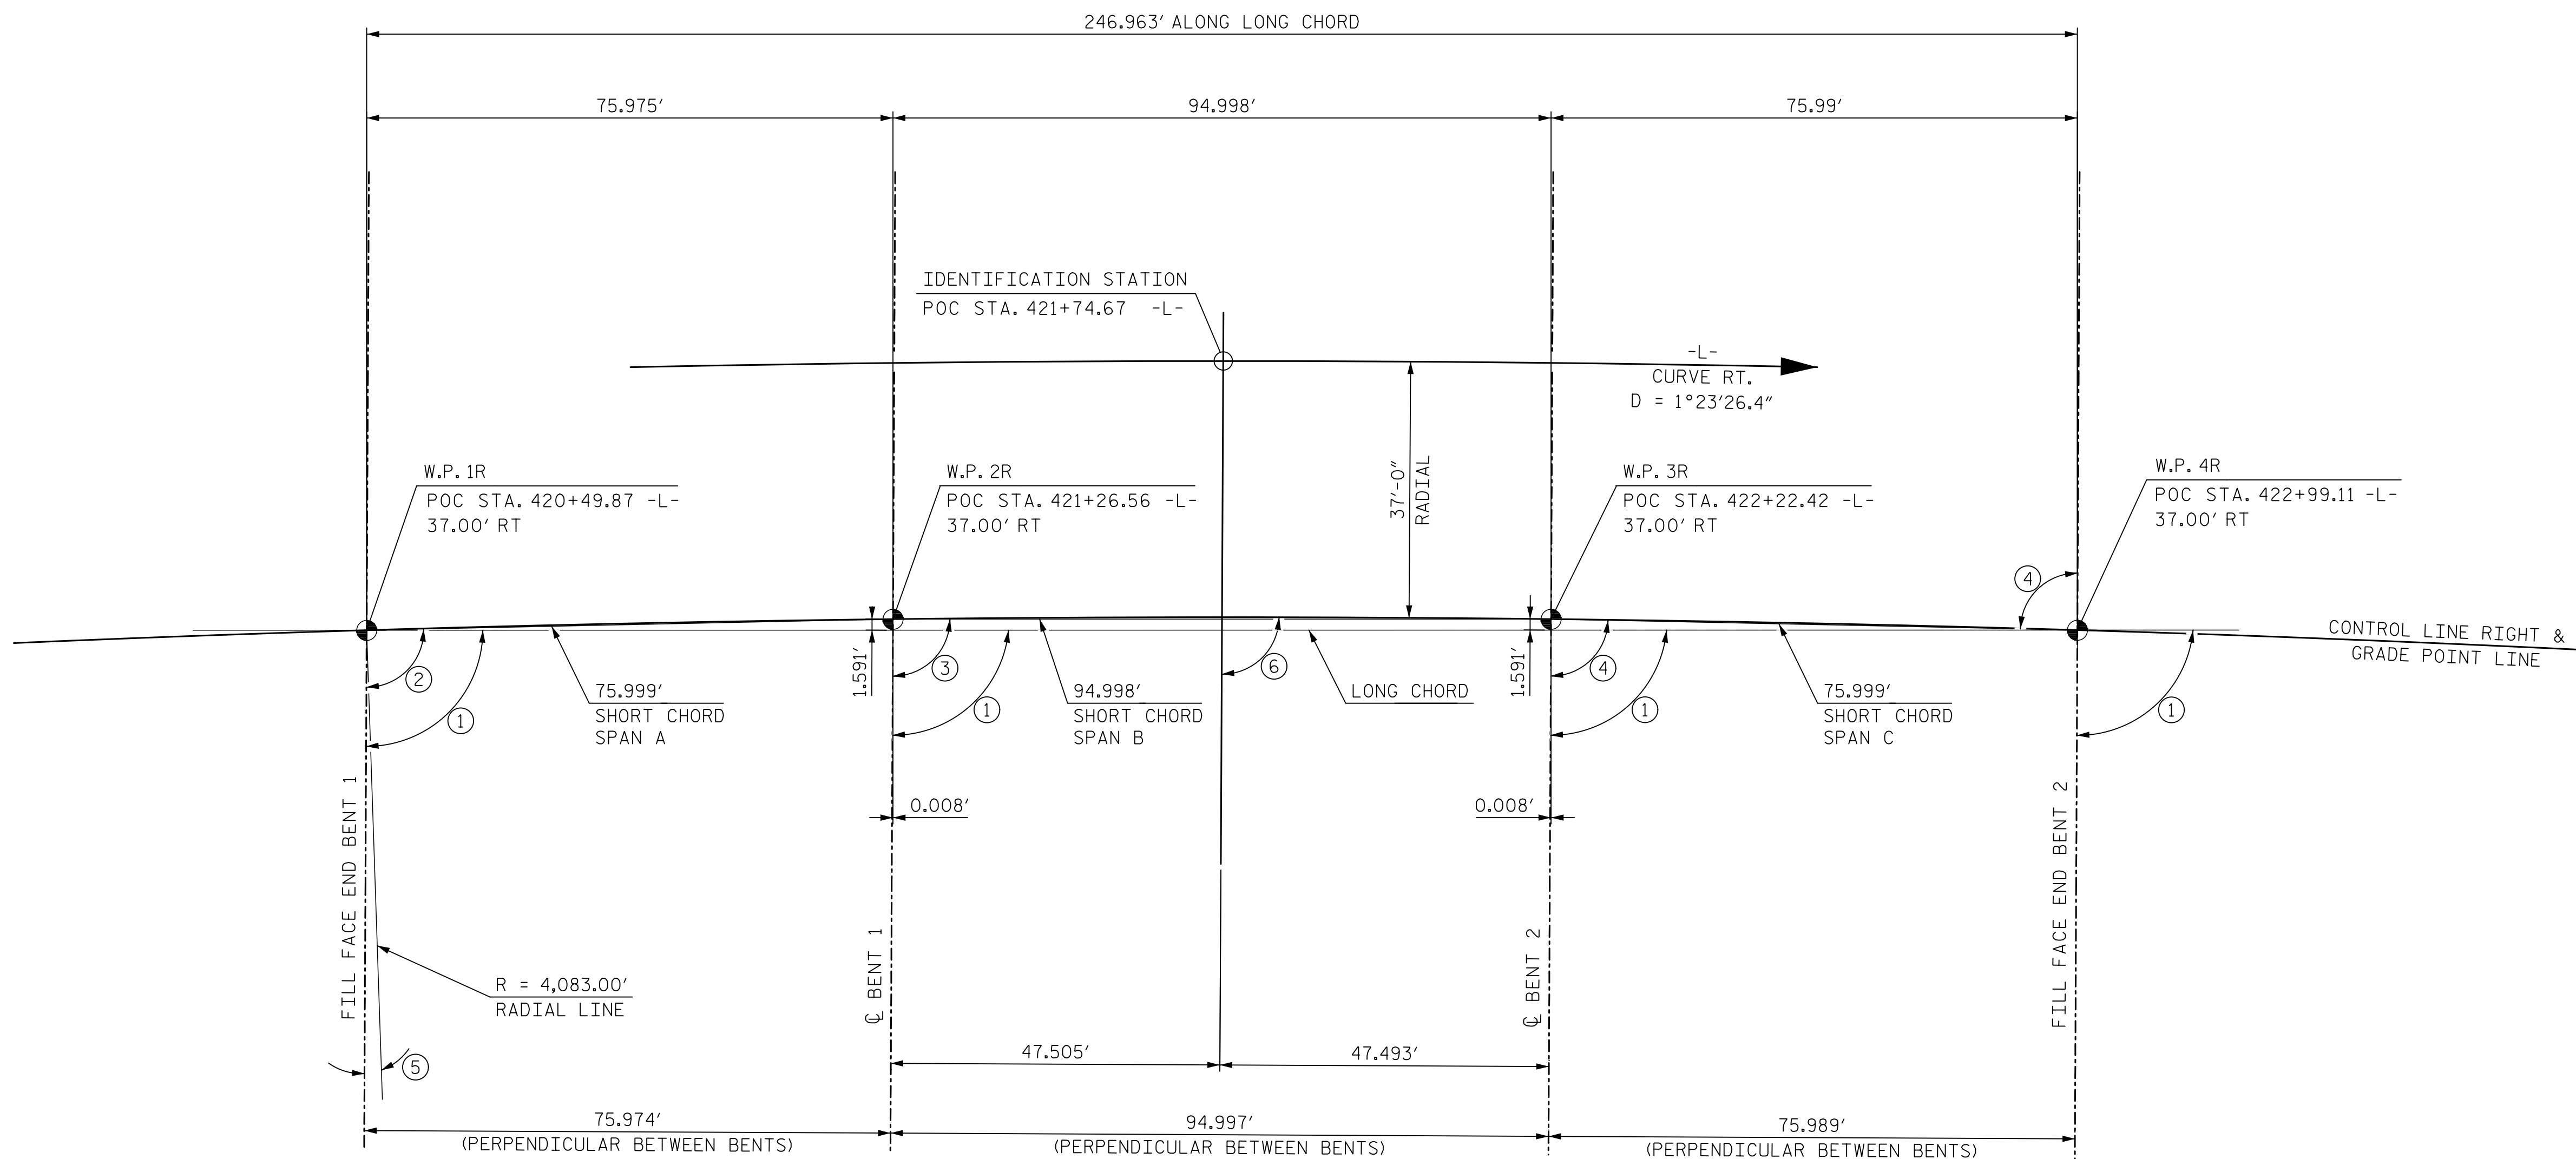 246.963' ALONG LONG CHORD
75.975'
94.998'
75.99'
IDENTIFICATION STATION
POC STA. 421+74.67 -L-
-L-
CURVE RT.
D = 1°23'26.4"
37'-0"
RADIAL
W.P. 1R
POC STA. 420+49.87 -L-
37.00' RT
W.P. 2R
POC STA. 421+26.56 -L-
37.00' RT
W.P. 3R
POC STA. 422+22.42 -L-
37.00' RT
W.P. 4R
POC STA. 422+99.11 -L-
37.00' RT
4
CONTROL LINE RIGHT &
GRADE POINT LINE
2
1
75.999'
SHORT CHORD
SPAN A
1.591'
3
1
94.998'
SHORT CHORD
SPAN B
6
LONG CHORD
1.591'
4
1
75.999'
SHORT CHORD
SPAN C
1
0.008'
0.008'
FILL FACE END BENT 1
℄ BENT 1
℄ BENT 2
FILL FACE END BENT 2
R = 4,083.00'
RADIAL LINE
5
47.505'
47.493'
75.974'
(PERPENDICULAR BETWEEN BENTS)
94.997'
(PERPENDICULAR BETWEEN BENTS)
75.989'
(PERPENDICULAR BETWEEN BENTS)